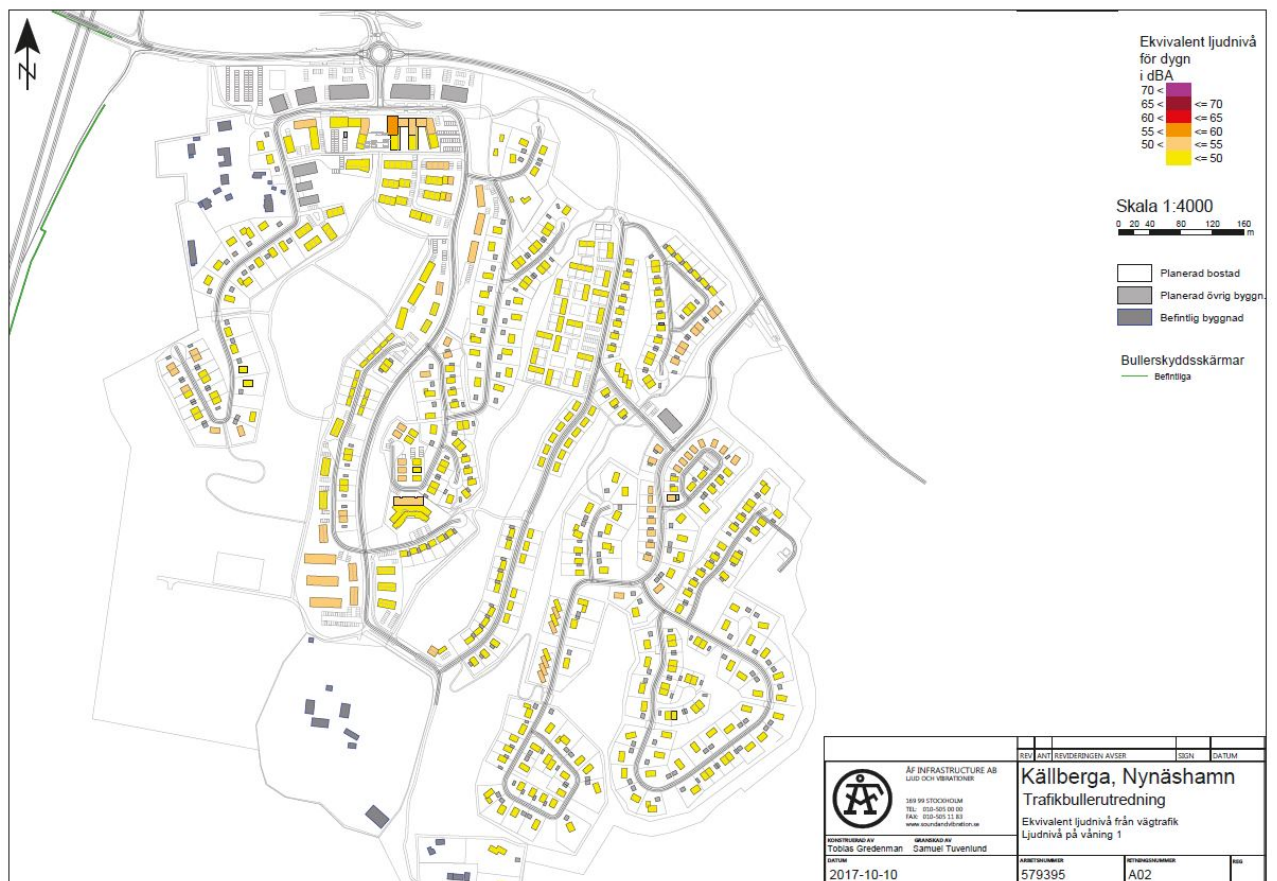 N
Ekvivalent ljudnivå
för dygn
i dBA
70 <
65 < <= 70
60 < <= 65
55 < <= 60
50 < <= 55
<= 50
Skala 1:4000
0 20 40 80 120 160
m
Planerad bostad
Planerad övrig byggn.
Befintlig byggnad
Bullerskyddsskärmar
Befintliga
REV ANT REVIDERINGEN AVSER SIGN DATUM
ÅF INFRASTRUCTURE AB
LJUD OCH VIBRATIONER
169 99 STOCKHOLM
TEL: 010-505 00 00
FAX: 010-505 11 83
www.soundandvibration.se
Källberga, Nynäshamn
Trafikbullerutredning
Ekvivalent ljudnivå från vägtrafik
Ljudnivå på våning 1
KONSTRUERAD AV GRANSKAD AV
Tobias Gredenman Samuel Tuvenlund
DATUM ARBETSNUMMER RITNINGSNUMMER REG
2017-10-10 579395 A02